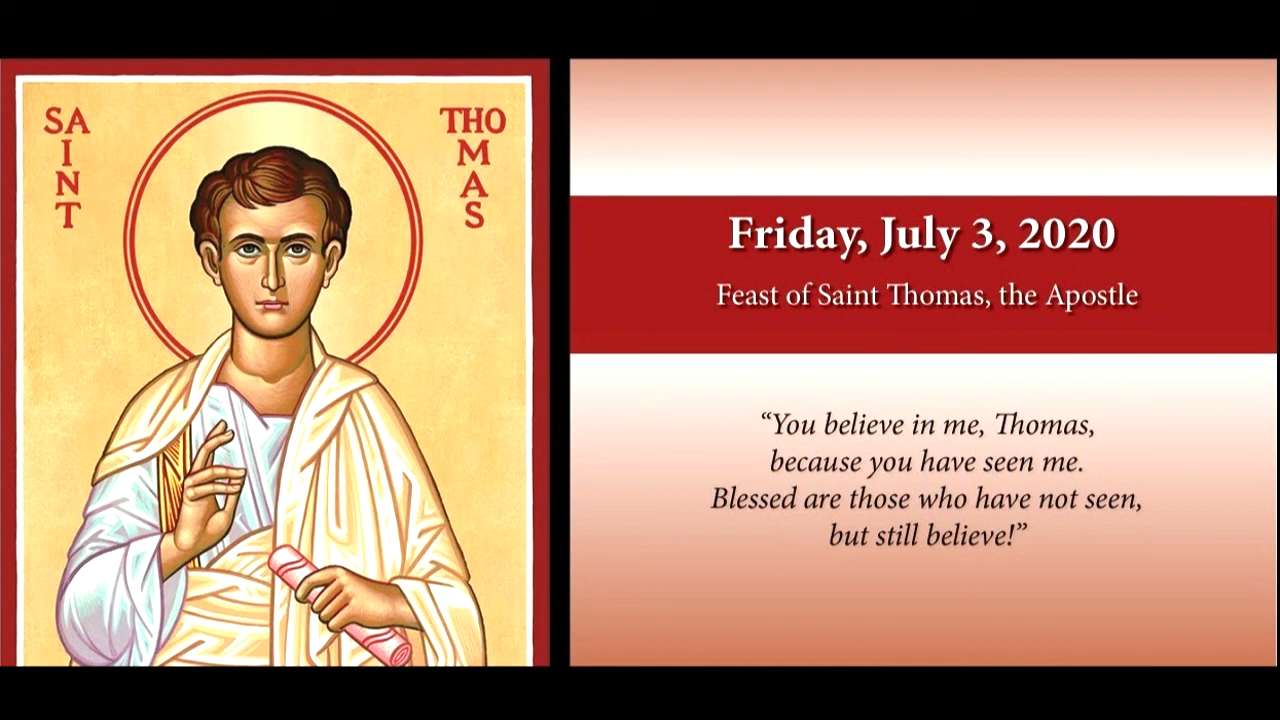 SA
I
N
T
THO
M
A
S
Friday, July 3, 2020
Feast of Saint Thomas, the Apostle
“You believe in me, Thomas,
because you have seen me.
Blessed are those who have not seen,
but still believe!”